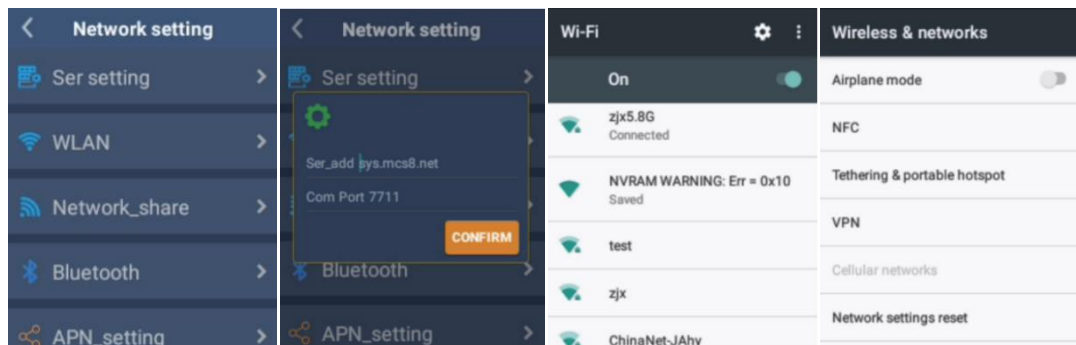 Network setting
Ser setting
WLAN
Network_share
Bluetooth
APN_setting
Network setting
Ser setting
Ser_add sys.mcs8.net
Com Port 7711
CONFIRM
Bluetooth
APN_setting
Wi-Fi
On
zjx5.8G
Connected
NVRAM WARNING: Err = 0x10
Saved
test
zjx
ChinaNet-JAhy
Wireless & networks
Airplane mode
NFC
Tethering & portable hotspot
VPN
Cellular networks
Network settings reset